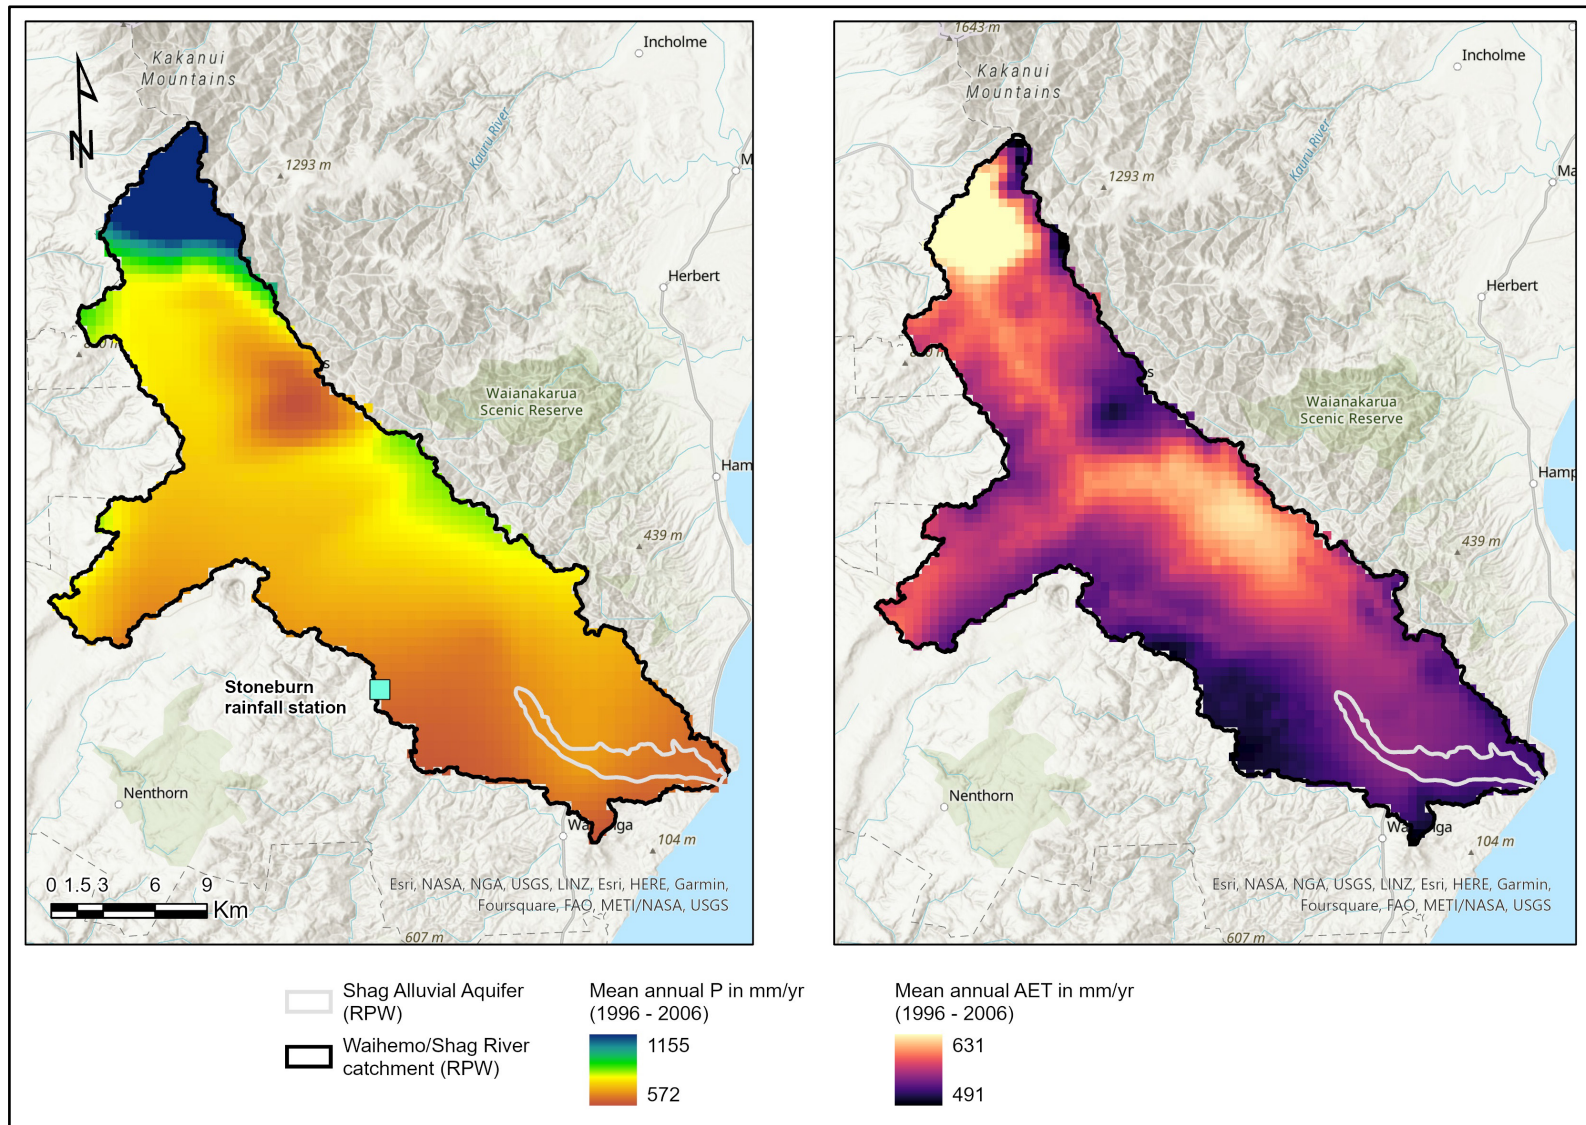 Kakanui
Mountains
Incholme
N
1293 m
Kauru River
M
Herbert
s
Waianakarua
Scenic Reserve
Ham
439 m
Stoneburn
rainfall station
Nenthorn
104 m
0 1.5 3 6 9
Km
Esri, NASA, NGA, USGS, LINZ, Esri, HERE, Garmin,
Foursquare, FAO, METI/NASA, USGS
607 m
1643 m
Kakanui
Mountains
Incholme
1293 m
Kauru River
Ma
Herbert
s
Waianakarua
Scenic Reserve
Hamp
439 m
Nenthorn
104 m
Esri, NASA, NGA, USGS, LINZ, Esri, HERE, Garmin,
Foursquare, FAO, METI/NASA, USGS
607 m
Shag Alluvial Aquifer
(RPW)
Waihemo/Shag River
catchment (RPW)
Mean annual P in mm/yr
(1996 - 2006)
1155
572
Mean annual AET in mm/yr
(1996 - 2006)
631
491